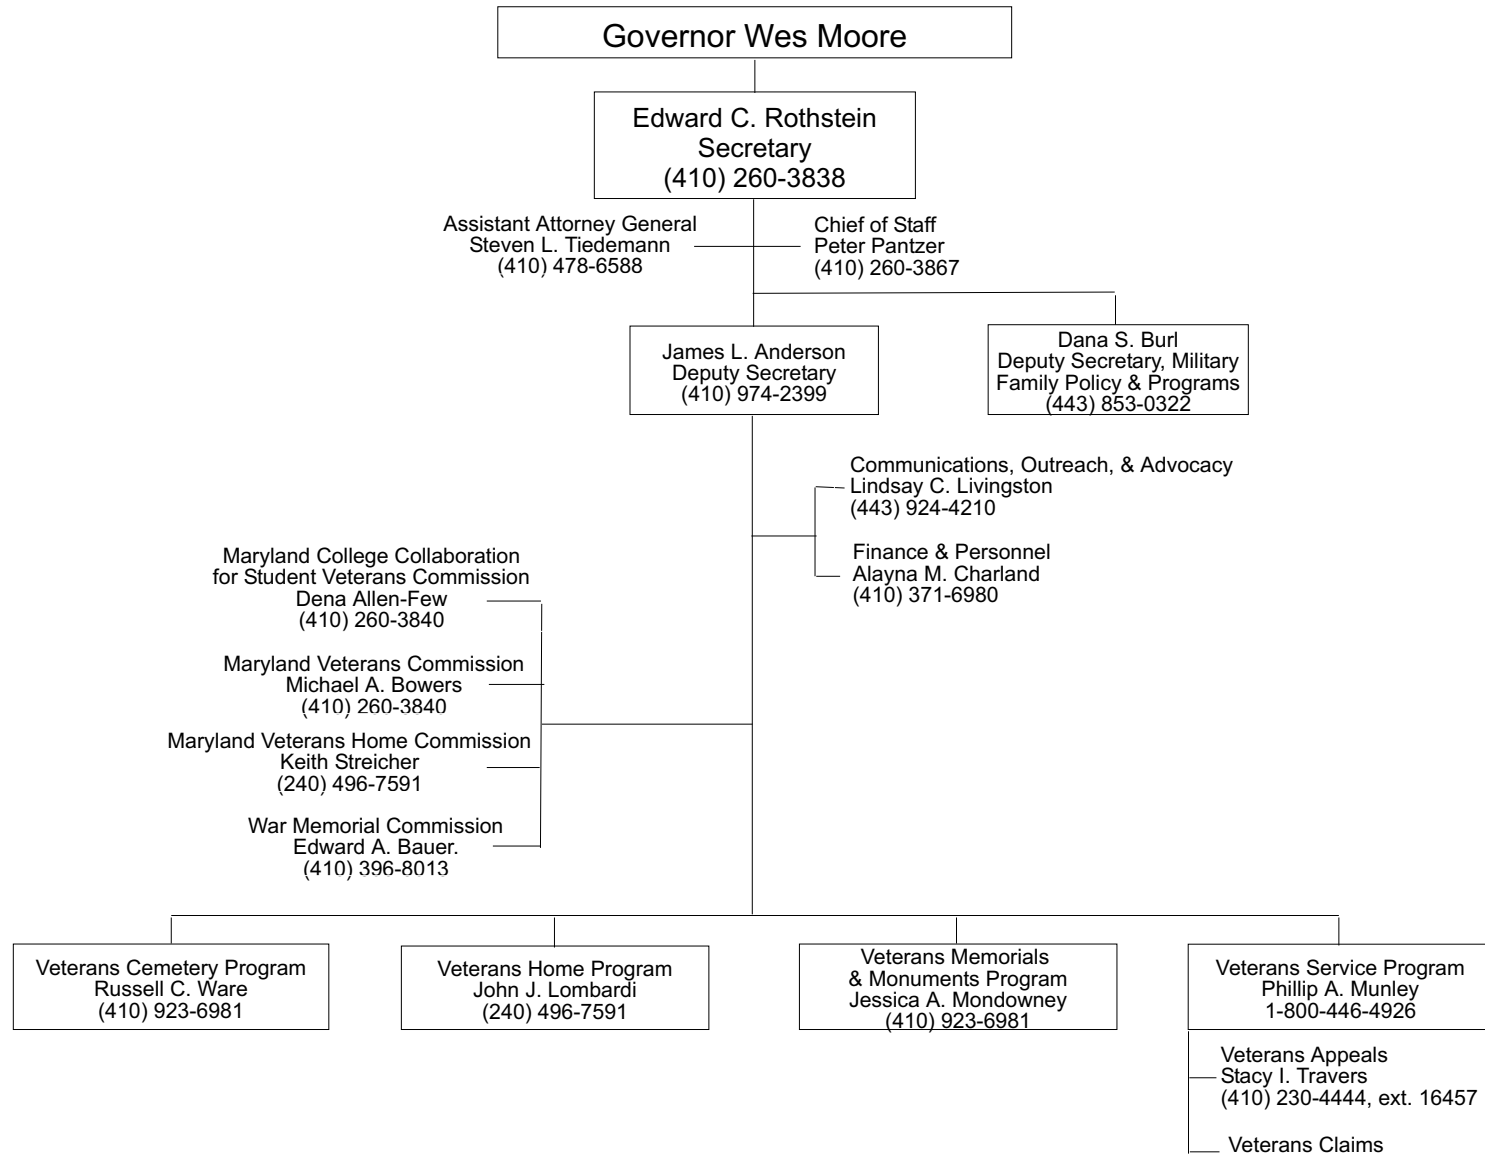 Governor Wes Moore
Edward C. Rothstein
Secretary
(410) 260-3838
Assistant Attorney General
Steven L. Tiedemann
(410) 478-6588
Chief of Staff
Peter Pantzer
(410) 260-3867
James L. Anderson
Deputy Secretary
(410) 974-2399
Dana S. Burl
Deputy Secretary, Military
Family Policy & Programs
(443) 853-0322
Communications, Outreach, & Advocacy
Lindsay C. Livingston
(443) 924-4210
Finance & Personnel
Alayna M. Charland
(410) 371-6980
Maryland College Collaboration
for Student Veterans Commission
Dena Allen-Few
(410) 260-3840
Maryland Veterans Commission
Michael A. Bowers
(410) 260-3840
Maryland Veterans Home Commission
Keith Streicher
(240) 496-7591
War Memorial Commission
Edward A. Bauer.
(410) 396-8013
Veterans Cemetery Program
Russell C. Ware
(410) 923-6981
Veterans Home Program
John J. Lombardi
(240) 496-7591
Veterans Memorials
& Monuments Program
Jessica A. Mondowney
(410) 923-6981
Veterans Service Program
Phillip A. Munley
1-800-446-4926
Veterans Appeals
Stacy I. Travers
(410) 230-4444, ext. 16457
Veterans Claims